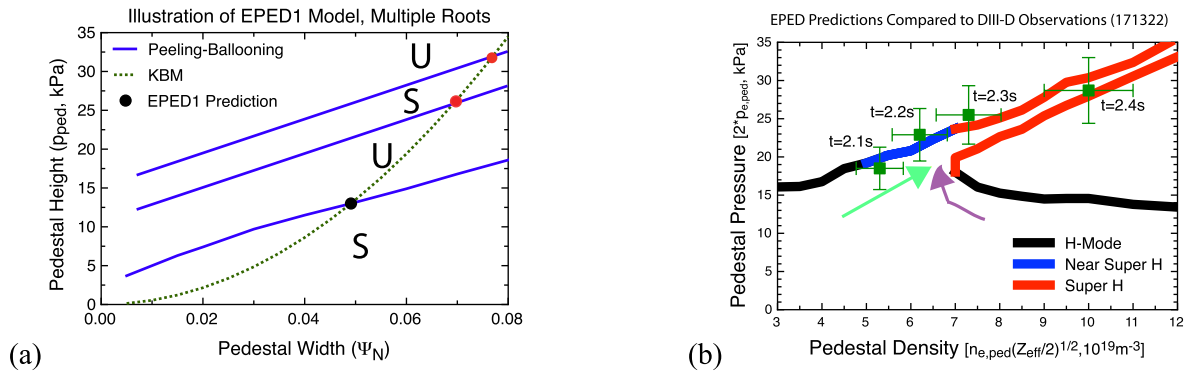 Illustration of EPED1 Model, Multiple Roots
Pedestal Height (pped, kPa)
35
30
25
20
15
10
5
0
Peeling-Ballooning
KBM
EPED1 Prediction
U
S
U
S
0.00
0.02
0.04
0.06
0.08
Pedestal Width (Ψ_N)
(a)
EPED Predictions Compared to DIII-D Observations (171322)
Pedestal Pressure [2*p_e,ped, kPa]
35
30
25
20
15
10
5
0
t=2.1s
t=2.2s
t=2.3s
t=2.4s
H-Mode
Near Super H
Super H
3
4
5
6
7
8
9
10
11
12
Pedestal Density [n_e,ped(Z_eff/2)^1/2, 10^19m^-3]
(b)